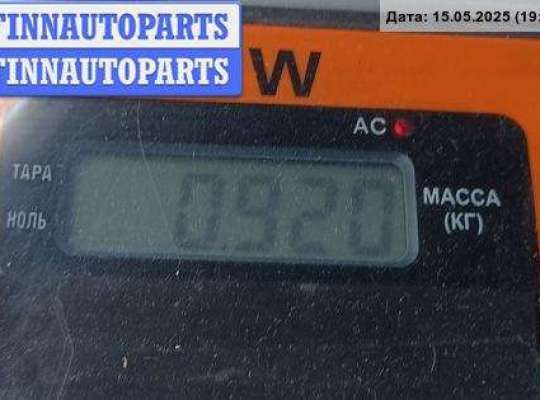 FINNAUTOPARTS
FINNAUTOPARTS
Дата: 15.05.2025 (19:
W
AC
ТАРА
НОЛЬ
0.920
МАССА
(КГ)